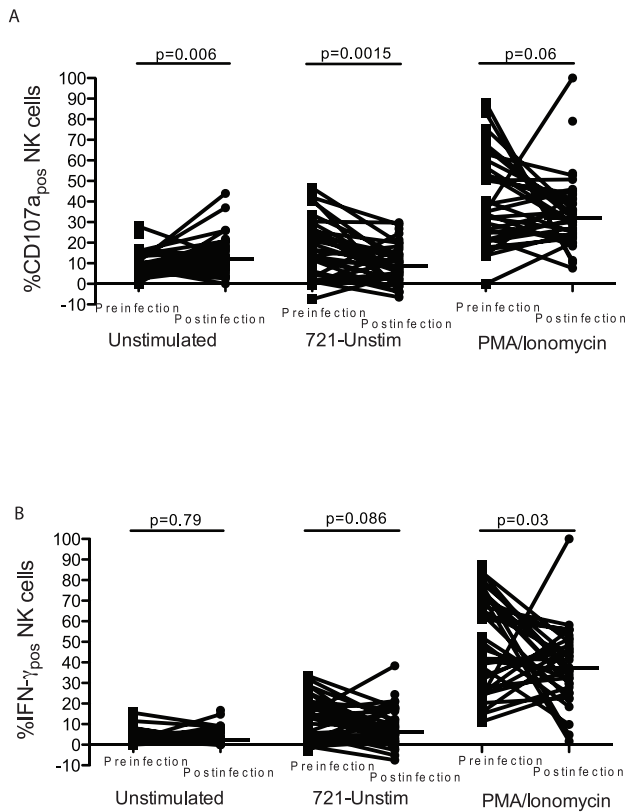 A
p=0.006 p=0.0015 p=0.06
%CD107apos NK cells
100
90
80
70
60
50
40
30
20
10
0
-10
Preinfection Postinfection Preinfection Postinfection Preinfection Postinfection
Unstimulated 721-Unstim PMA/Ionomycin
B
p=0.79 p=0.086 p=0.03
%IFN-γpos NK cells
100
90
80
70
60
50
40
30
20
10
0
-10
Preinfection Postinfection Preinfection Postinfection Preinfection Postinfection
Unstimulated 721-Unstim PMA/Ionomycin